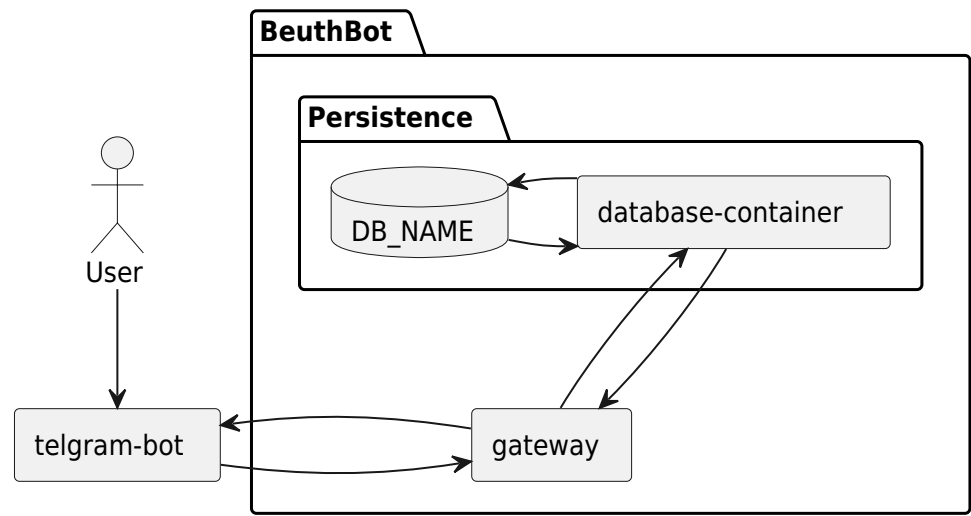 BeuthBot
Persistence
DB_NAME
database-container
User
telgram-bot
gateway